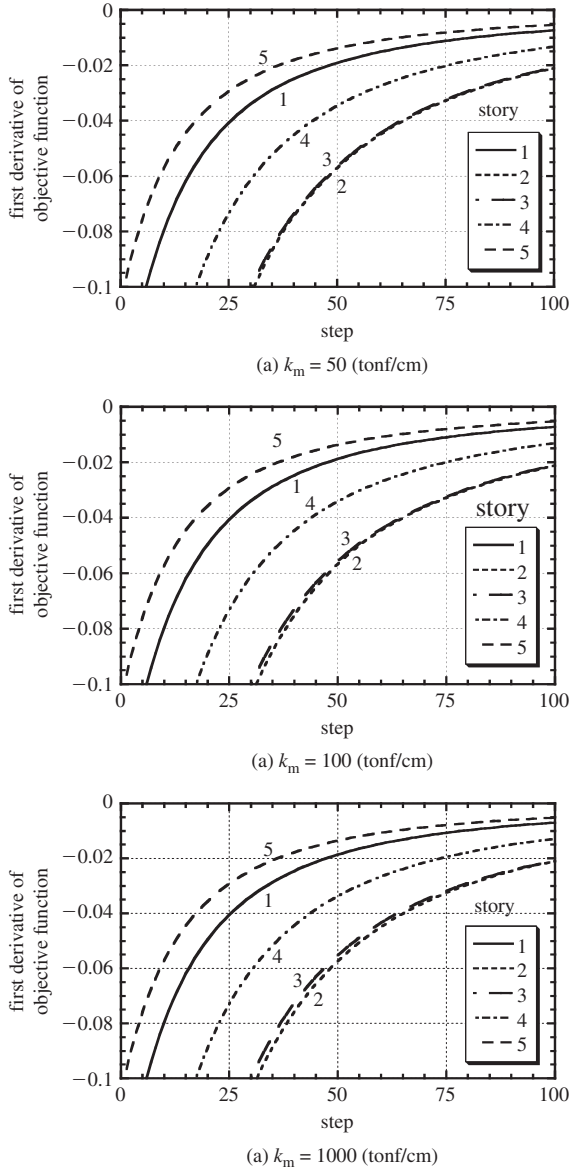 0
−0.02
−0.04
−0.06
−0.08
−0.1
first derivative of
objective function
5
1
4
3
2
story
1
2
3
4
5
0 25 50 75 100
step
(a) km = 50 (tonf/cm)
0
−0.02
−0.04
−0.06
−0.08
−0.1
first derivative of
objective function
5
1
4
3
2
story
1
2
3
4
5
0 25 50 75 100
step
(a) km = 100 (tonf/cm)
0
−0.02
−0.04
−0.06
−0.08
−0.1
first derivative of
objective function
5
1
4
3
2
story
1
2
3
4
5
0 25 50 75 100
step
(a) km = 1000 (tonf/cm)